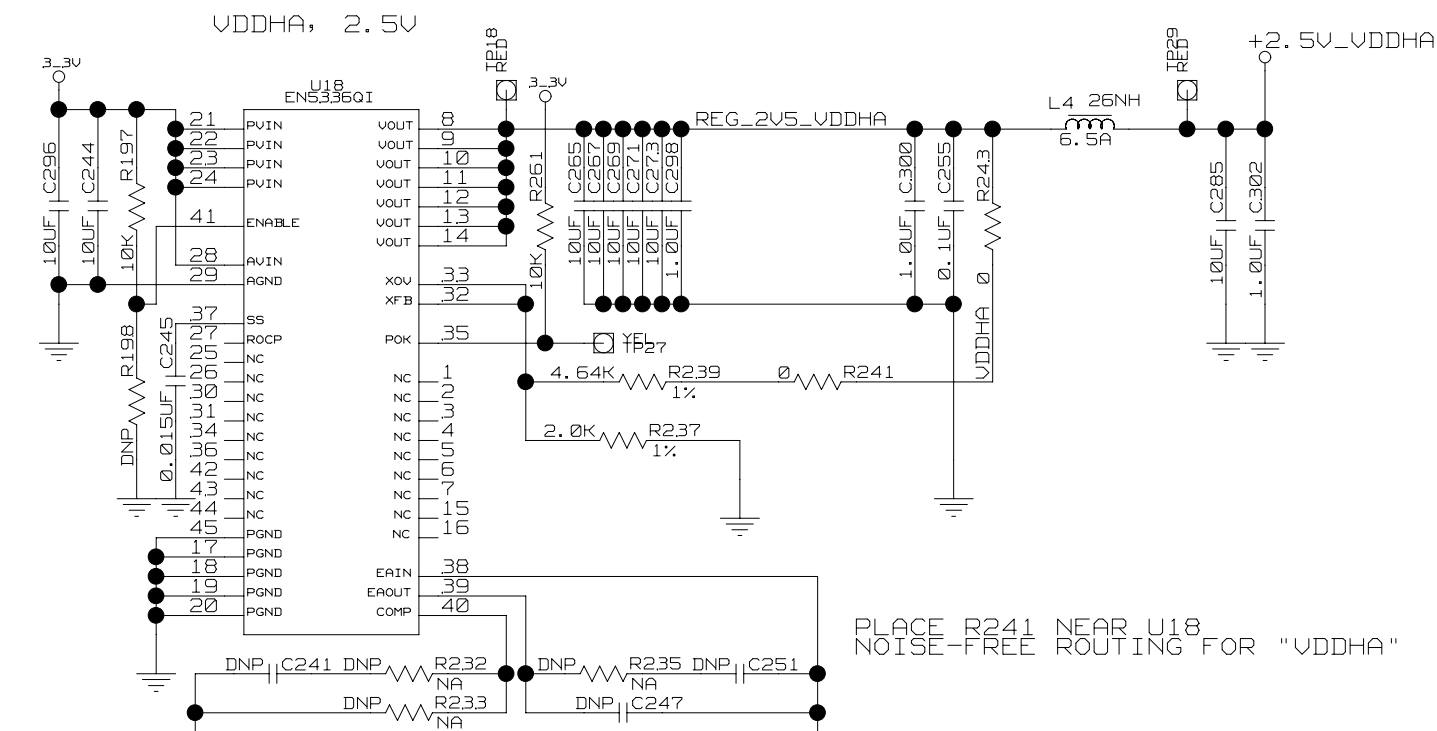 VDDHA, 2.5V
3_3V
U18
EN5336QI
TP18
RED
3_3V
TP29
RED
+2.5V_VDDHA
C296
10UF
C244
10UF
R197
10K
21 PVIN
22 PVIN
23 PVIN
24 PVIN
41 ENABLE
28 AVIN
29 AGND
37 SS
27 ROCP
25 NC
26 NC
30 NC
31 NC
34 NC
36 NC
42 NC
43 NC
44 NC
45 PGND
17 PGND
18 PGND
19 PGND
20 PGND
R198
DNP
C245
0.015UF
VOUT 8
VOUT 9
VOUT 10
VOUT 11
VOUT 12
VOUT 13
VOUT 14
XOV 33
XFB 32
POK 35
NC 1
NC 2
NC 3
NC 4
NC 5
NC 6
NC 7
NC 15
NC 16
EAIN 38
EAOUT 39
COMP 40
R261
10K
YEL
TP27
C265
10UF
C267
10UF
C269
10UF
C271
10UF
C273
10UF
C298
1.0UF
REG_2V5_VDDHA
C300
1.0UF
C255
0.1UF
R243
0
VDDHA
L4 26NH
6.5A
C285
10UF
C302
1.0UF
4.64K R239
1%
0 R241
2.0K R237
1%
PLACE R241 NEAR U18
NOISE-FREE ROUTING FOR "VDDHA"
DNP C241 DNP R232
NA
DNP R235 DNP C251
NA
DNP R233
NA
DNP C247